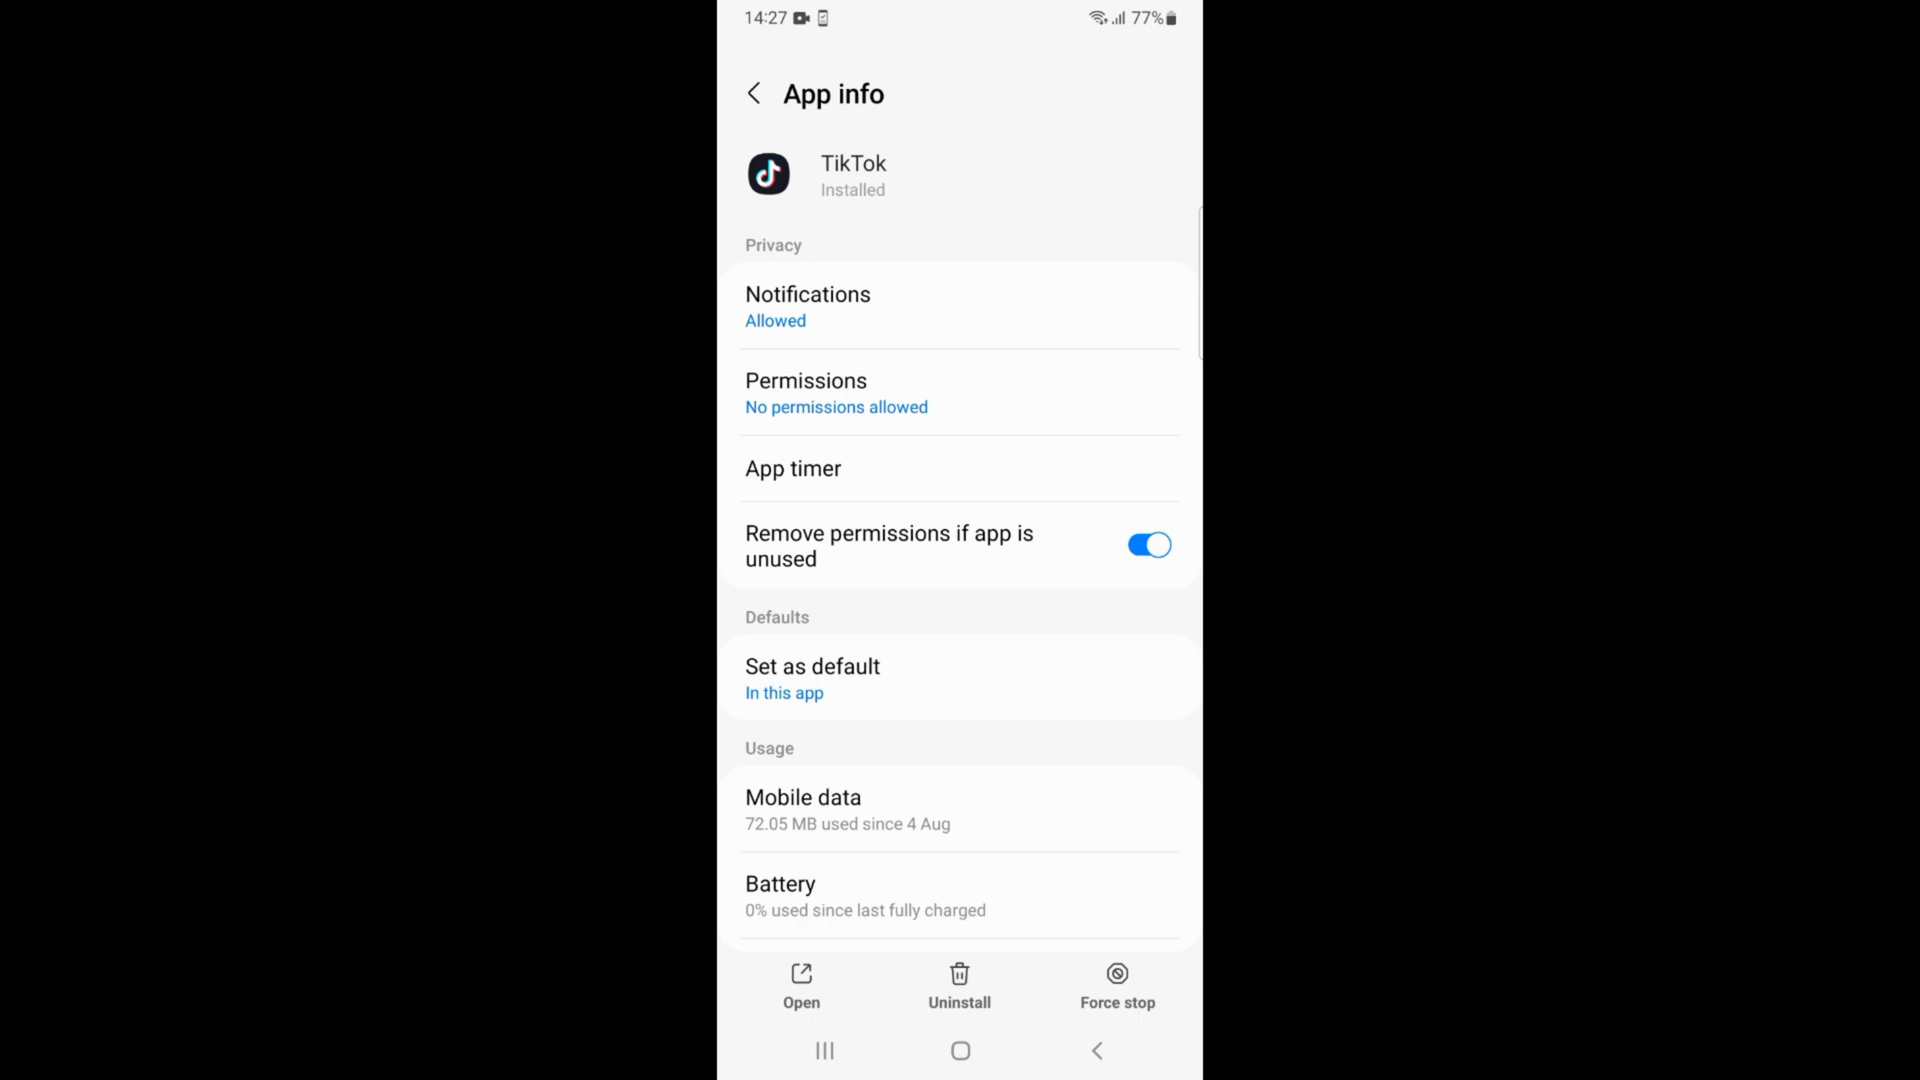 14:27 77%
App info
TikTok
Installed
Privacy
Notifications
Allowed
Permissions
No permissions allowed
App timer
Remove permissions if app is
unused
Defaults
Set as default
In this app
Usage
Mobile data
72.05 MB used since 4 Aug
Battery
0% used since last fully charged
Open Uninstall Force stop